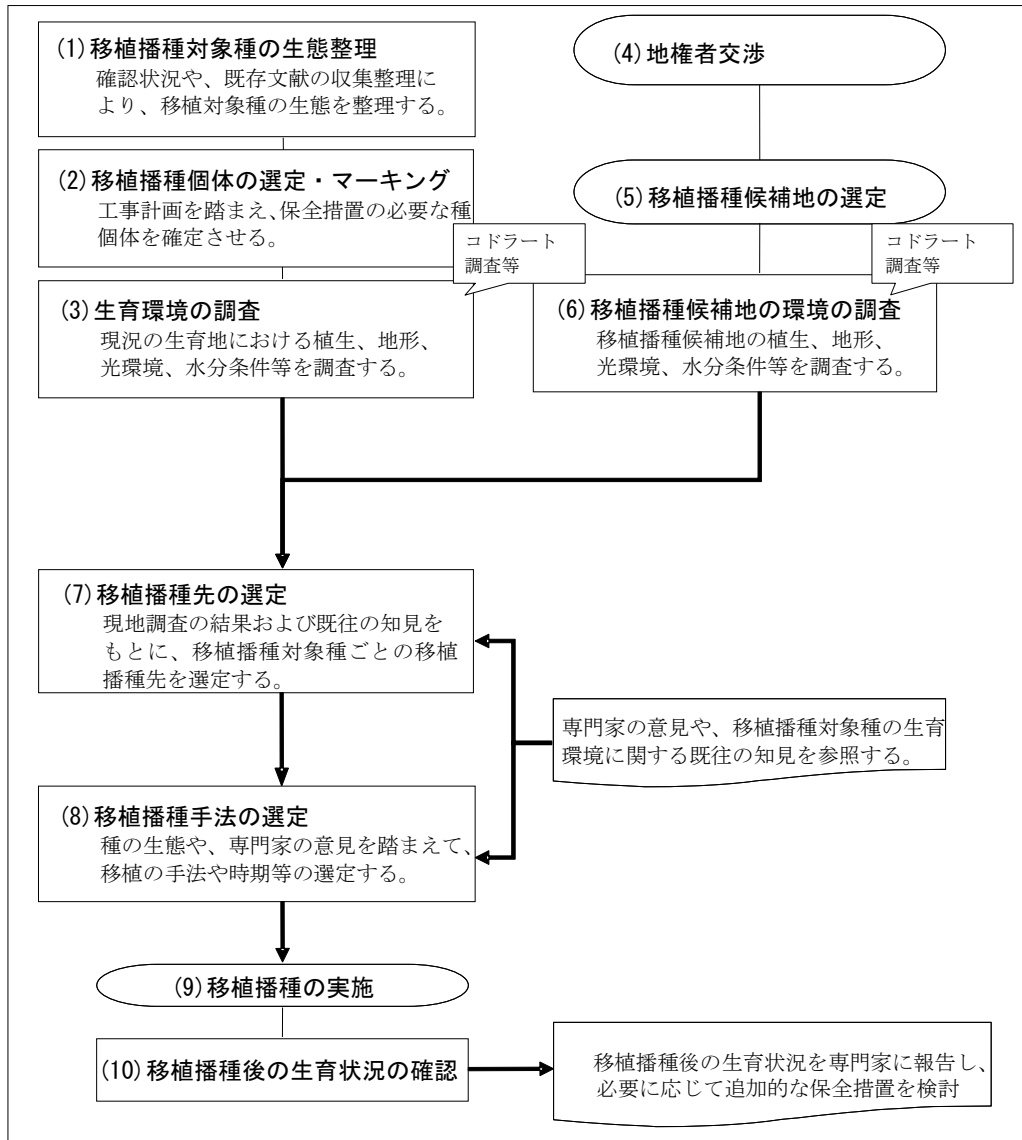 (1)移植播種対象種の生態整理
確認状況や、既存文献の収集整理に
より、移植対象種の生態を整理する。
(2)移植播種個体の選定・マーキング
工事計画を踏まえ、保全措置の必要な種
個体を確定させる。
コドラート
調査等
(3)生育環境の調査
現況の生育地における植生、地形、
光環境、水分条件等を調査する。
(4)地権者交渉
(5)移植播種候補地の選定
コドラート
調査等
(6)移植播種候補地の環境の調査
移植播種候補地の植生、地形、
光環境、水分条件等を調査する。
(7)移植播種先の選定
現地調査の結果および既往の知見を
もとに、移植播種対象種ごとの移植
播種先を選定する。
専門家の意見や、移植播種対象種の生育
環境に関する既往の知見を参照する。
(8)移植播種手法の選定
種の生態や、専門家の意見を踏まえて、
移植の手法や時期等の選定する。
(9)移植播種の実施
(10)移植播種後の生育状況の確認
移植播種後の生育状況を専門家に報告し、
必要に応じて追加的な保全措置を検討